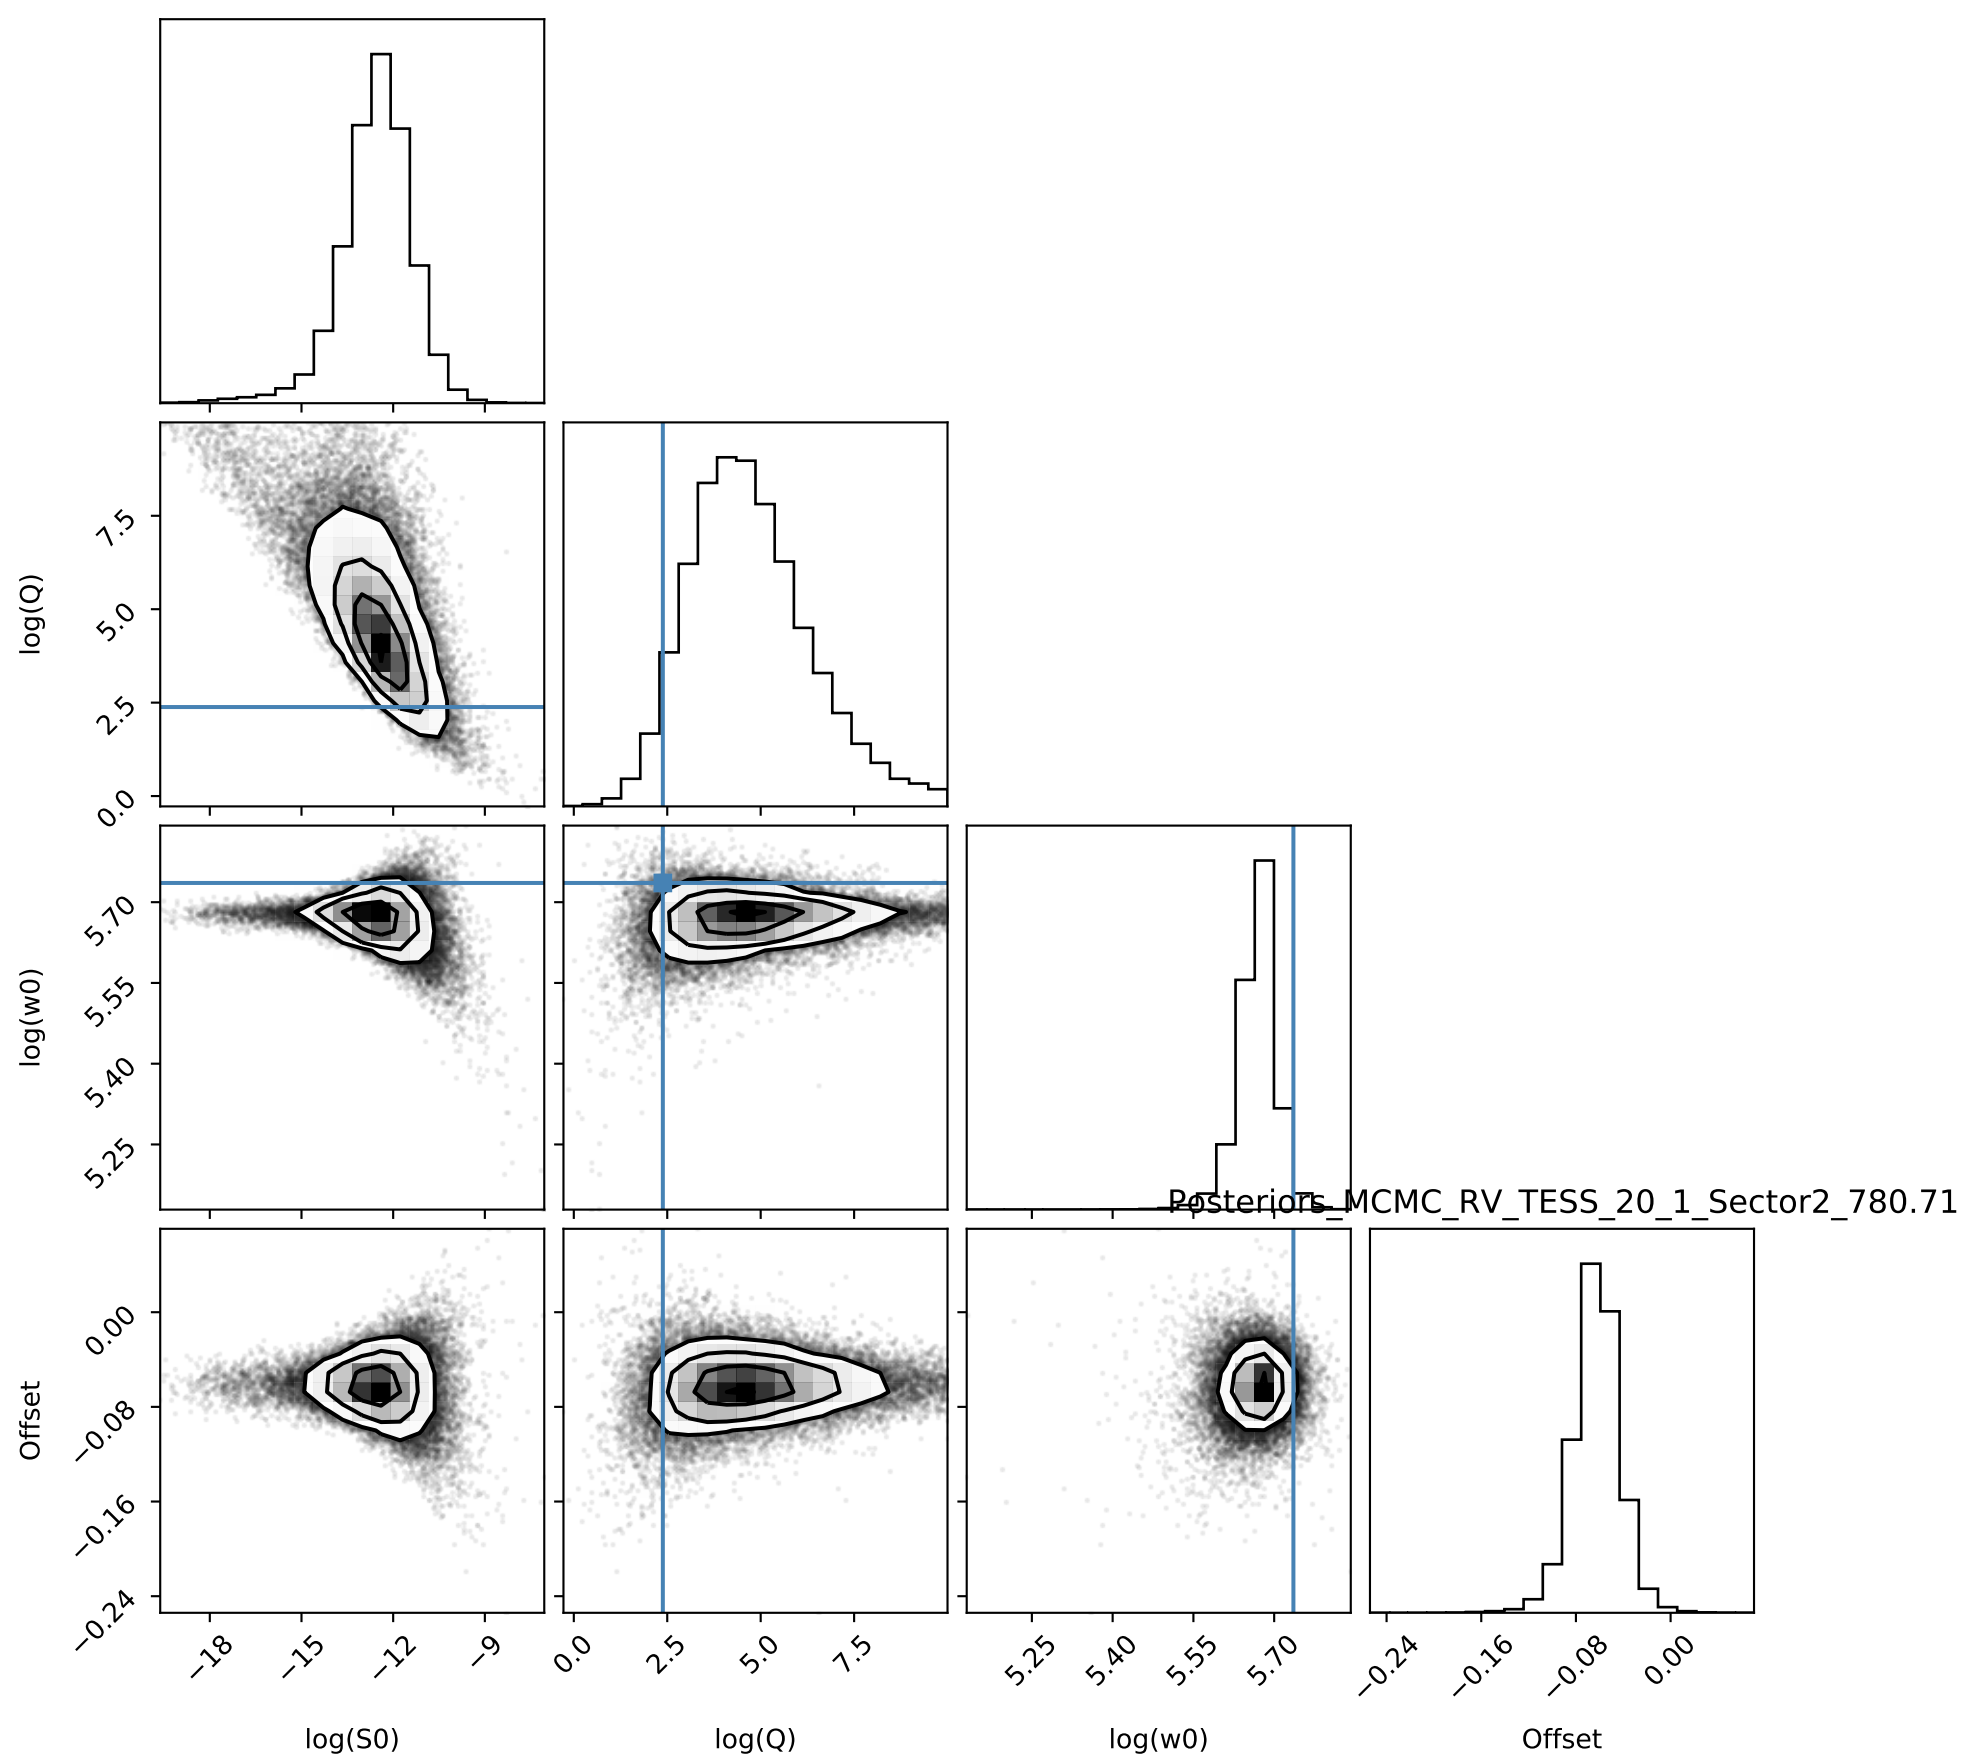 log(Q)
7.5
5.0
2.5
0.0
log(w0)
5.70
5.55
5.40
5.25
Posteriors_MCMC_RV_TESS_20_1_Sector2_780.71
Offset
0.00
−0.08
−0.16
−0.24
−18 −15 −12 −9 0.0 2.5 5.0 7.5 5.25 5.40 5.55 5.70 −0.24 −0.16 −0.08 0.00
log(S0) log(Q) log(w0) Offset